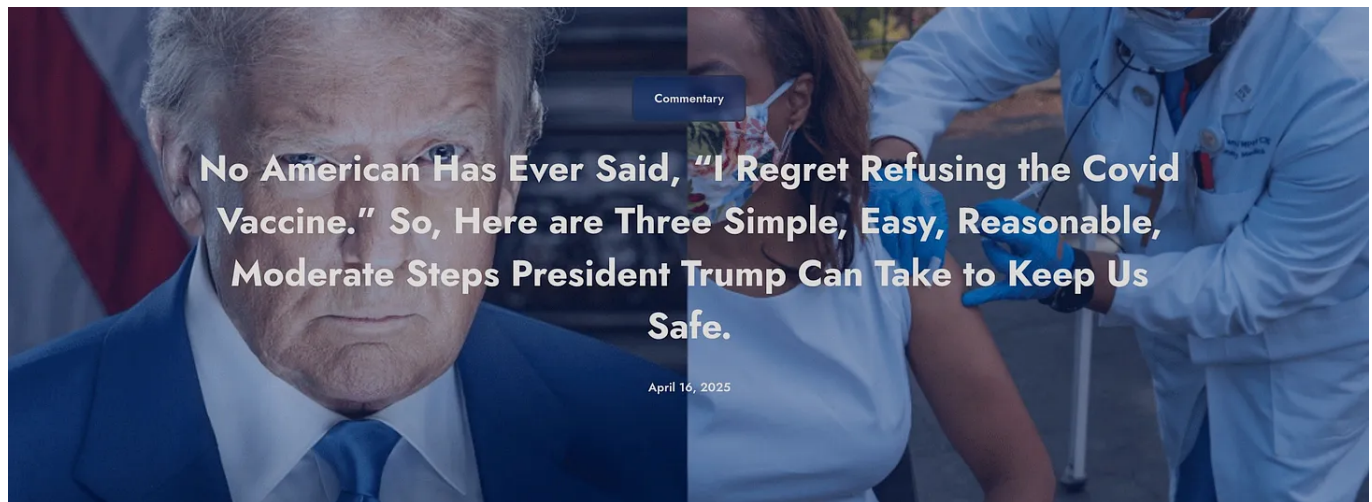 Commentary
No American Has Ever Said, “I Regret Refusing the Covid
Vaccine.” So, Here are Three Simple, Easy, Reasonable,
Moderate Steps President Trump Can Take to Keep Us
Safe.
April 16, 2025